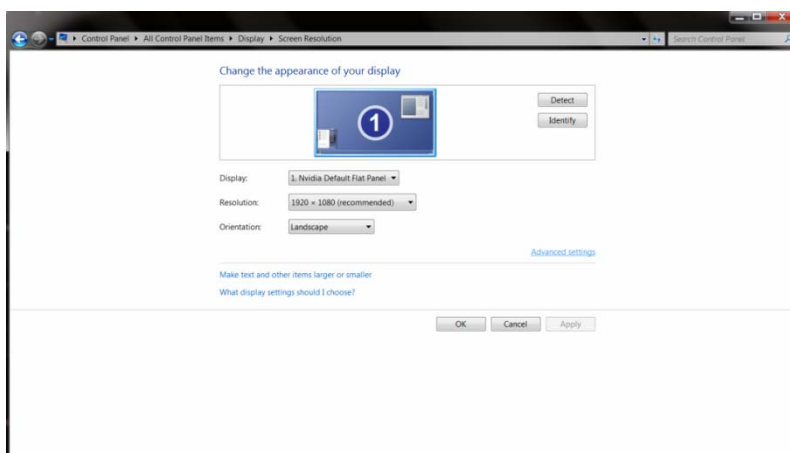 Control Panel ▸ All Control Panel Items ▸ Display ▸ Screen Resolution
Search Control Panel
Change the appearance of your display
1
Detect
Identify
Display: 1. Nvidia Default Flat Panel
Resolution: 1920 × 1080 (recommended)
Orientation: Landscape
Advanced settings
Make text and other items larger or smaller
What display settings should I choose?
OK Cancel Apply